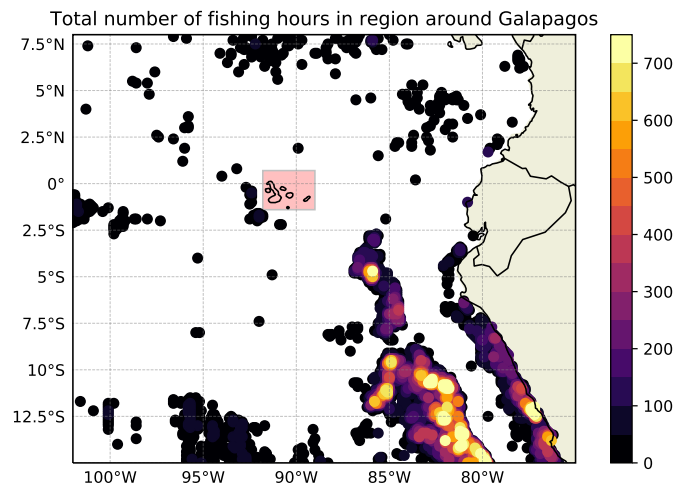 Total number of fishing hours in region around Galapagos
7.5°N
5°N
2.5°N
0°
2.5°S
5°S
7.5°S
10°S
12.5°S
100°W 95°W 90°W 85°W 80°W
700
600
500
400
300
200
100
0